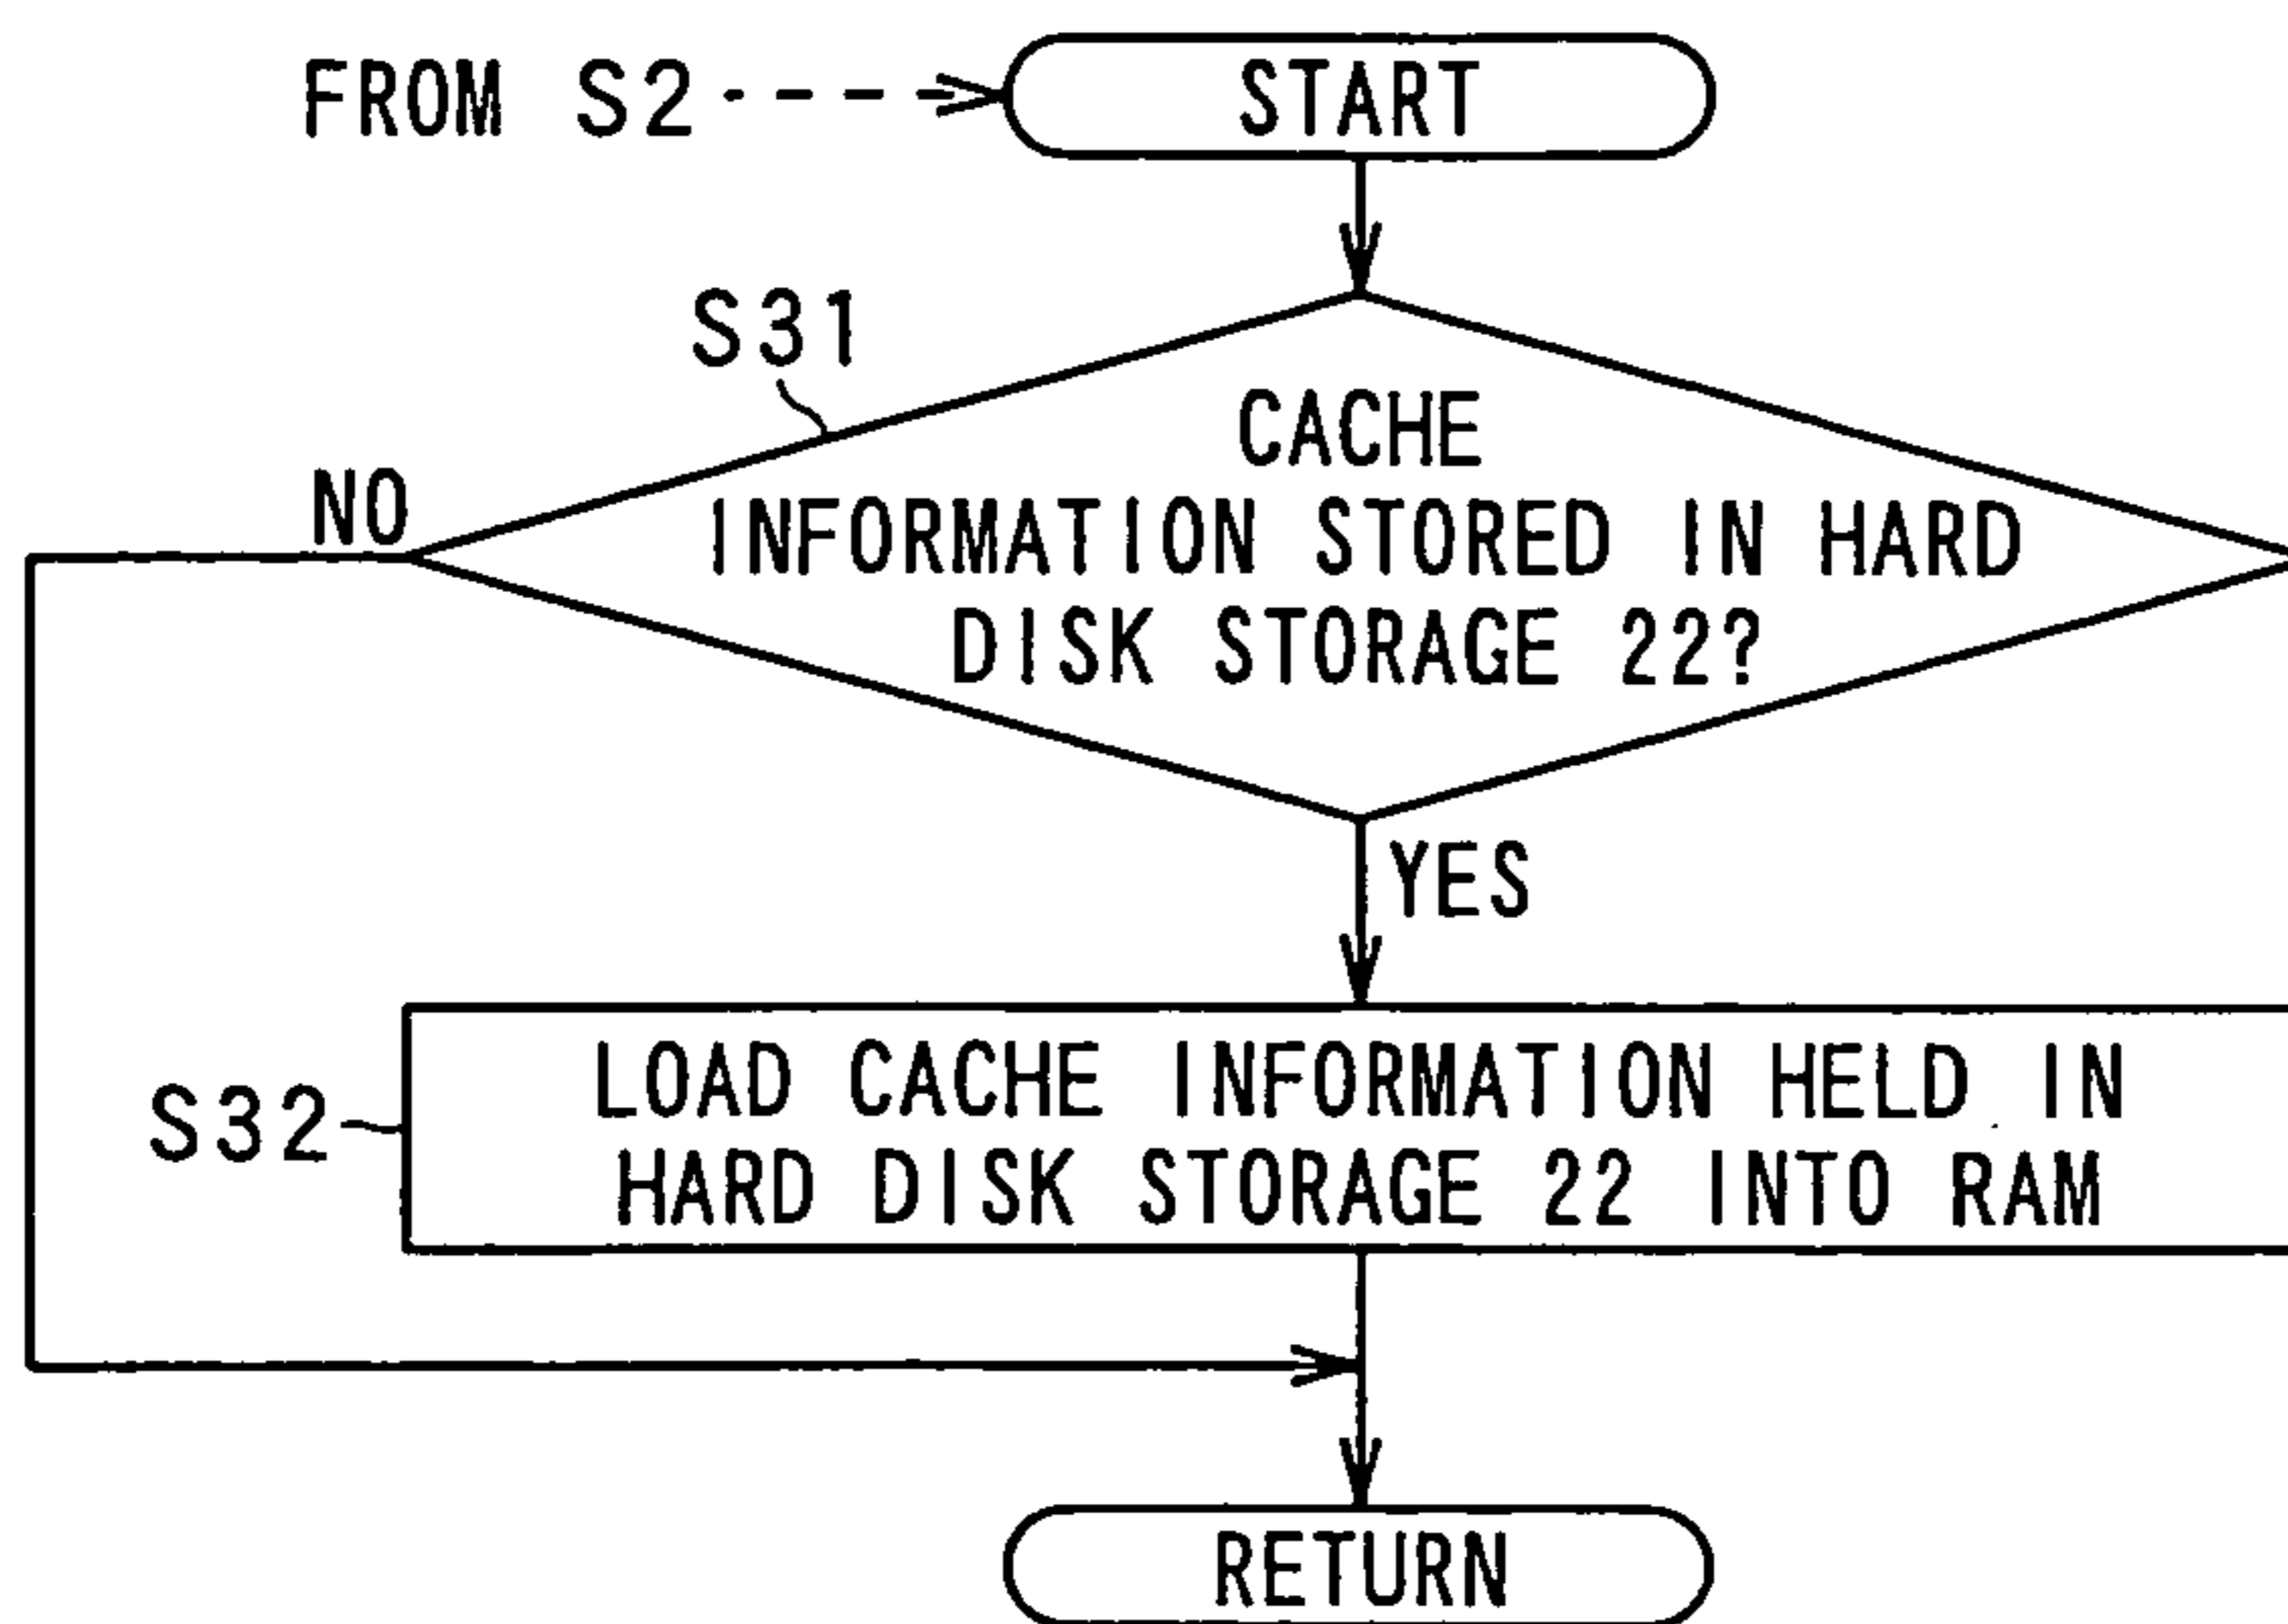 FROM S2
START
S31
CACHE
INFORMATION STORED IN HARD
DISK STORAGE 22?
NO
YES
S32
LOAD CACHE INFORMATION HELD IN
HARD DISK STORAGE 22 INTO RAM
RETURN